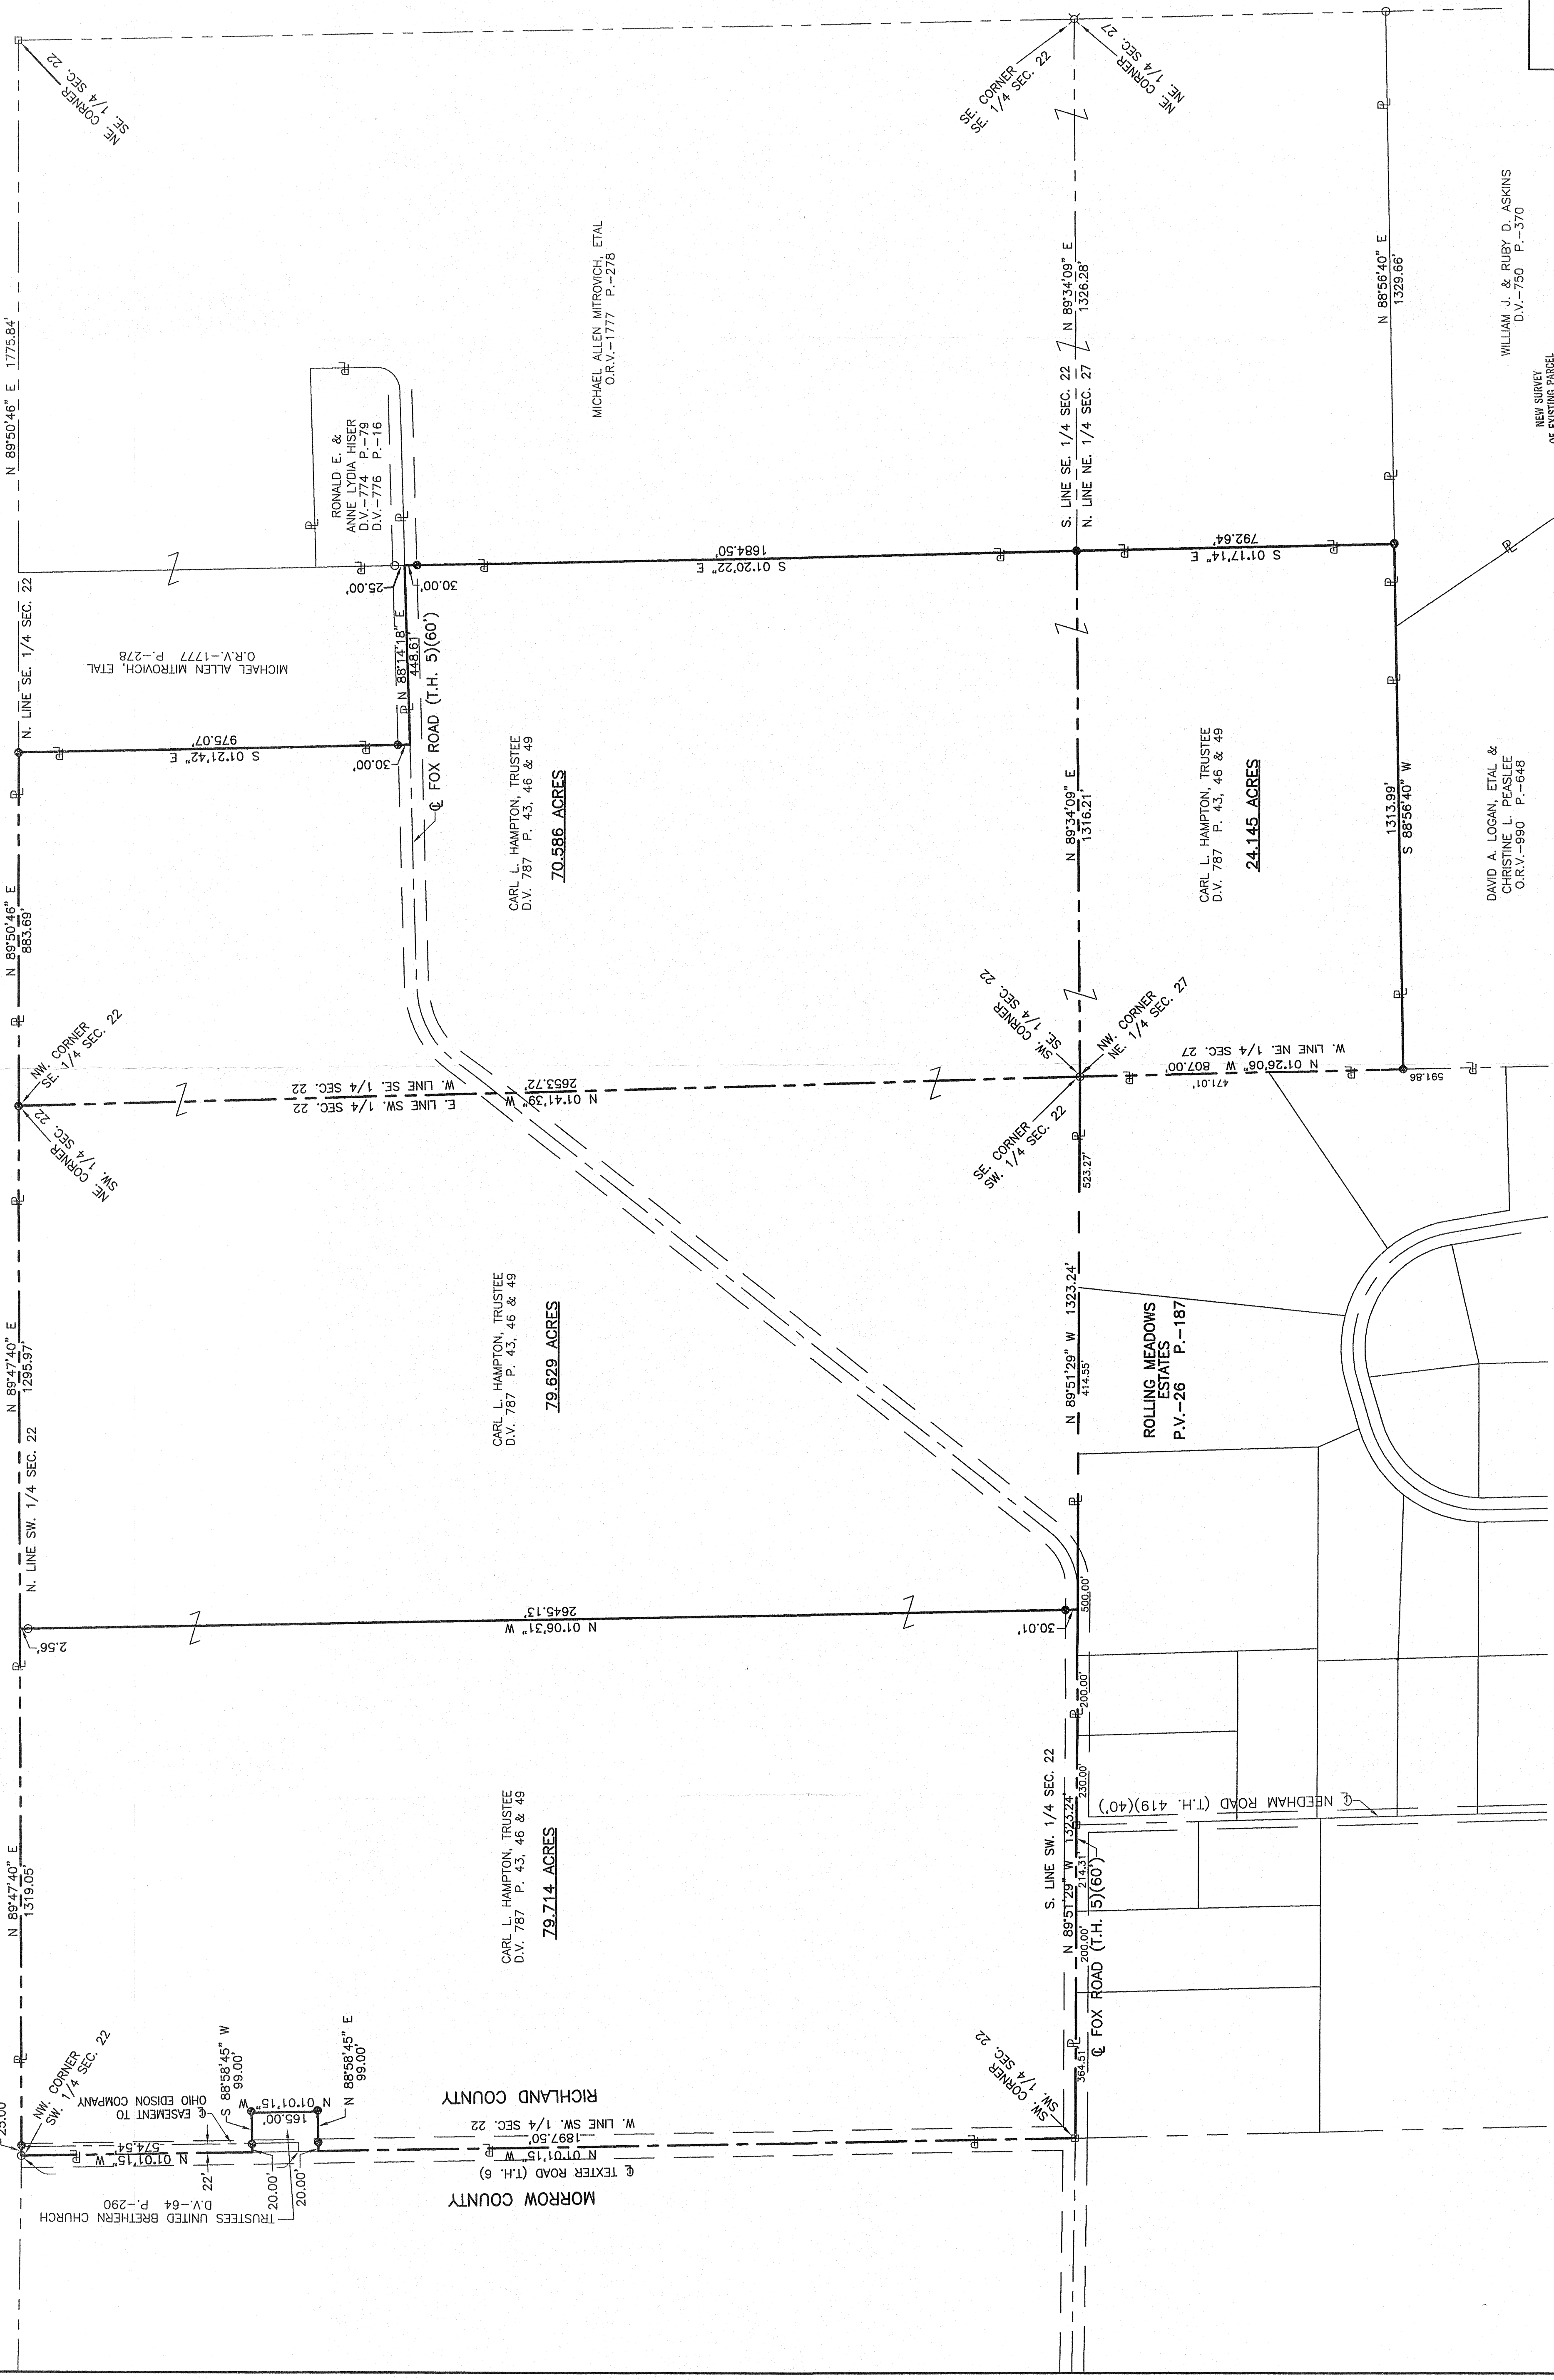 N 89°50'46" E 1775.84'
NE. CORNER
SE. 1/4 SEC. 22
N. LINE SE. 1/4 SEC. 22
MICHAEL ALLEN MITROVICH, ETAL
O.R.V.-1777 P.-278
RONALD E. &
ANNE LYDIA HISER
D.V.-774 P.-79
D.V.-776 P.-16
MICHAEL ALLEN MITROVICH, ETAL
O.R.V.-1777 P.-278
SE. CORNER
SE. 1/4 SEC. 22
NE. CORNER
NE. 1/4 SEC. 27
S. LINE SE. 1/4 SEC. 22
N. LINE NE. 1/4 SEC. 27
N 89°34'09" E
1326.28'
N 88°56'40" E
1329.66'
WILLIAM J. & RUBY D. ASKINS
D.V.-750 P.-370
NEW SURVEY
OF EXISTING PARCEL
25.00'
30.00'
S 01°20'22" E
1684.50'
S 01°17'14" E
792.64'
N 88°14'18" E
448.61'
S 01°21'42" E
975.07'
30.00'
℄ FOX ROAD (T.H. 5)(60')
CARL L. HAMPTON, TRUSTEE
D.V. 787 P. 43, 46 & 49
70.586 ACRES
N 89°34'09" E
1316.21'
CARL L. HAMPTON, TRUSTEE
D.V. 787 P. 43, 46 & 49
24.145 ACRES
1313.99'
S 88°56'40" W
DAVID A. LOGAN, ETAL &
CHRISTINE L. PEASLEE
O.R.V.-990 P.-648
N 89°50'46" E
883.69'
NW. CORNER
SE. 1/4 SEC. 22
NE. CORNER
SW. 1/4 SEC. 22
W. LINE SE. 1/4 SEC. 22
E. LINE SW. 1/4 SEC. 22
2653.72'
N 01°41'39" W
SW. CORNER
SE. 1/4 SEC. 22
NW. CORNER
NE. 1/4 SEC. 27
SE. CORNER
SW. 1/4 SEC. 22
W. LINE NE. 1/4 SEC. 27
N 01°26'06" W 807.00'
471.01'
591.86
523.27'
N 89°47'40" E
1295.97'
N. LINE SW. 1/4 SEC. 22
CARL L. HAMPTON, TRUSTEE
D.V. 787 P. 43, 46 & 49
79.629 ACRES
N 89°51'29" W 1323.24'
414.55'
ROLLING MEADOWS
ESTATES
P.V.-26 P.-187
2.56'
2645.13'
N 01°06'31" W
30.01'
500.00'
200.00'
230.00'
S. LINE SW. 1/4 SEC. 22
N 89°51'29" W 1323.24'
214.31'
200.00'
364.51'
℄ NEEDHAM ROAD (T.H. 419)(40')
℄ FOX ROAD (T.H. 5)(60')
N 89°47'40" E
1319.05'
CARL L. HAMPTON, TRUSTEE
D.V. 787 P. 43, 46 & 49
79.714 ACRES
25.00
NW. CORNER
SW. 1/4 SEC. 22
℄ EASEMENT TO
OHIO EDISON COMPANY
574.54'
N 01°01'15" W
S 88°58'45" W
99.00'
N 01°01'15" W
165.00'
N 88°58'45" E
99.00'
22'
20.00'
20.00'
TRUSTEES UNITED BRETHERN CHURCH
D.V.-64 P.-290
RICHLAND COUNTY
W. LINE SW. 1/4 SEC. 22
1897.50'
N 01°01'15" W
℄ TEXTER ROAD (T.H. 6)
MORROW COUNTY
SW. CORNER
SW. 1/4 SEC. 22